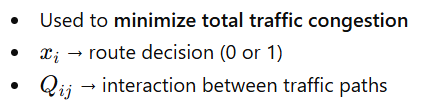 • Used to minimize total traffic congestion
• xᵢ → route decision (0 or 1)
• Qᵢⱼ → interaction between traffic paths